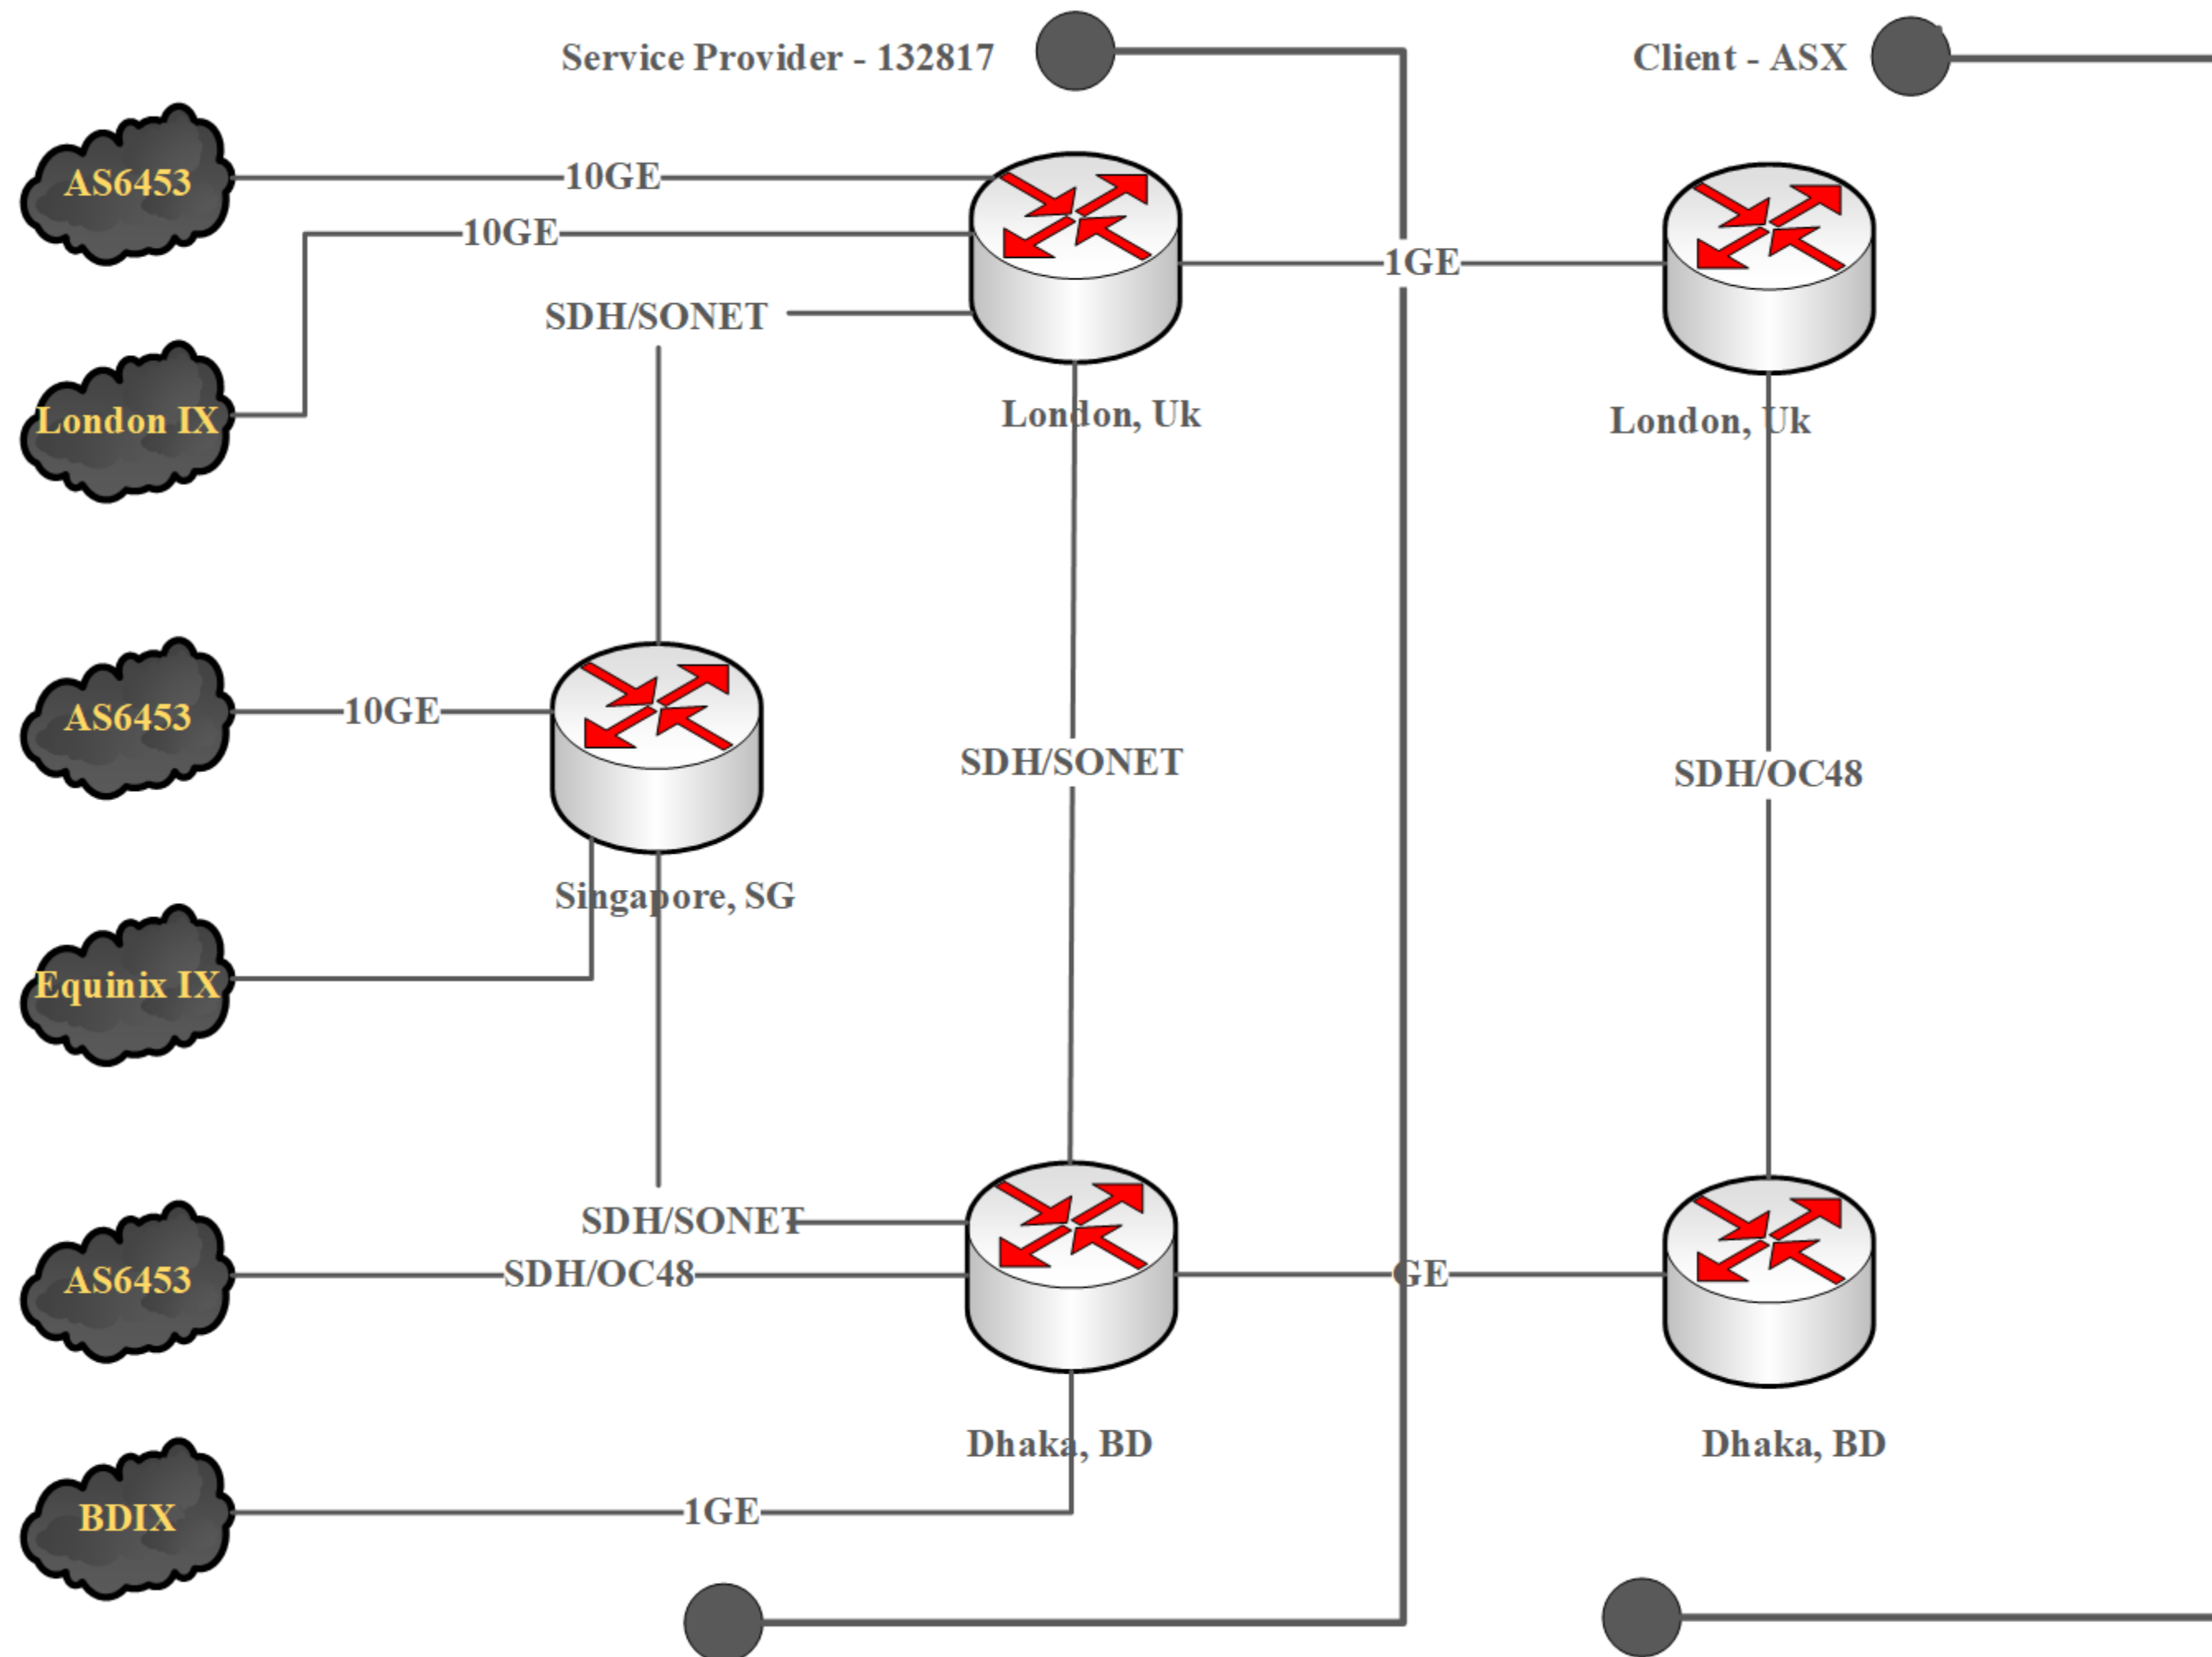 Service Provider - 132817
Client - ASX
AS6453
10GE
10GE
1GE
SDH/SONET
London IX
London, Uk
London, Uk
AS6453
10GE
SDH/SONET
SDH/OC48
Singapore, SG
Equinix IX
SDH/SONET
AS6453
SDH/OC48
GE
Dhaka, BD
Dhaka, BD
BDIX
1GE